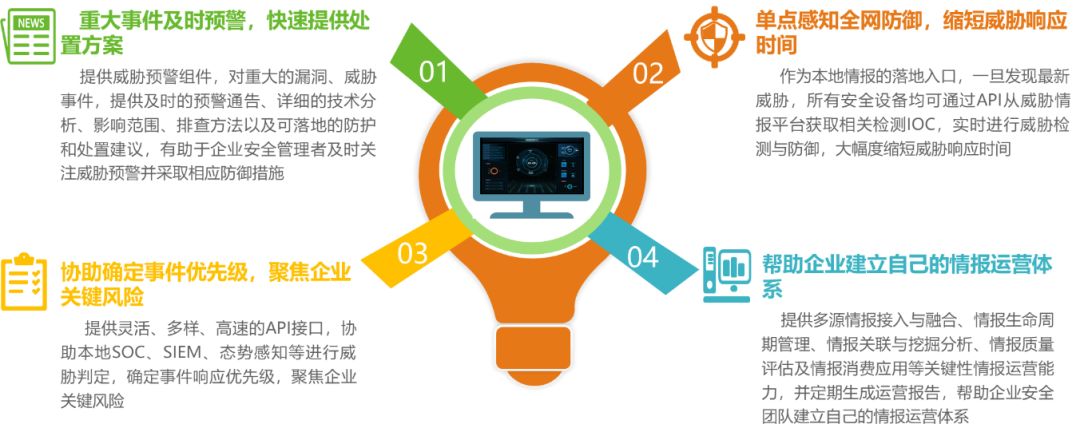 NEWS
重大事件及时预警，快速提供处
置方案
提供威胁预警组件，对重大的漏洞、威胁
事件，提供及时的预警通告、详细的技术分
析、影响范围、排查方法以及可落地的防护
和处置建议，有助于企业安全管理者及时关
注威胁预警并采取相应防御措施
01
02
单点感知全网防御，缩短威胁响应
时间
作为本地情报的落地入口，一旦发现最新
威胁，所有安全设备均可通过API从威胁情
报平台获取相关检测IOC，实时进行威胁检
测与防御，大幅度缩短威胁响应时间
03
协助确定事件优先级，聚焦企业
关键风险
提供灵活、多样、高速的API接口，协
助本地SOC、SIEM、态势感知等进行威
胁判定，确定事件响应优先级，聚焦企业
关键风险
04
帮助企业建立自己的情报运营体
系
提供多源情报接入与融合、情报生命周
期管理、情报关联与挖掘分析、情报质量
评估及情报消费应用等关键性情报运营能
力，并定期生成运营报告，帮助企业安全
团队建立自己的情报运营体系